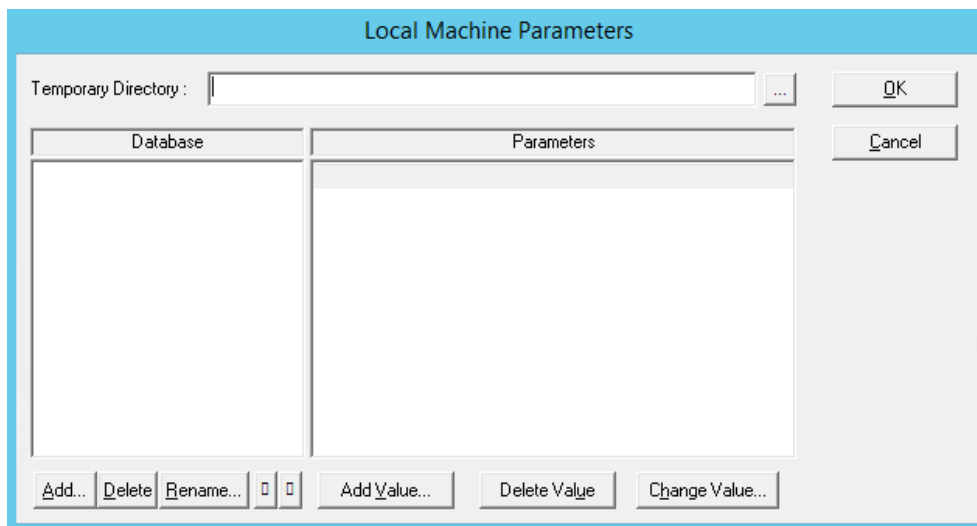 Local Machine Parameters
Temporary Directory :
...
OK
Database
Parameters
Cancel
Add...
Delete
Rename...
Add Value...
Delete Value
Change Value...